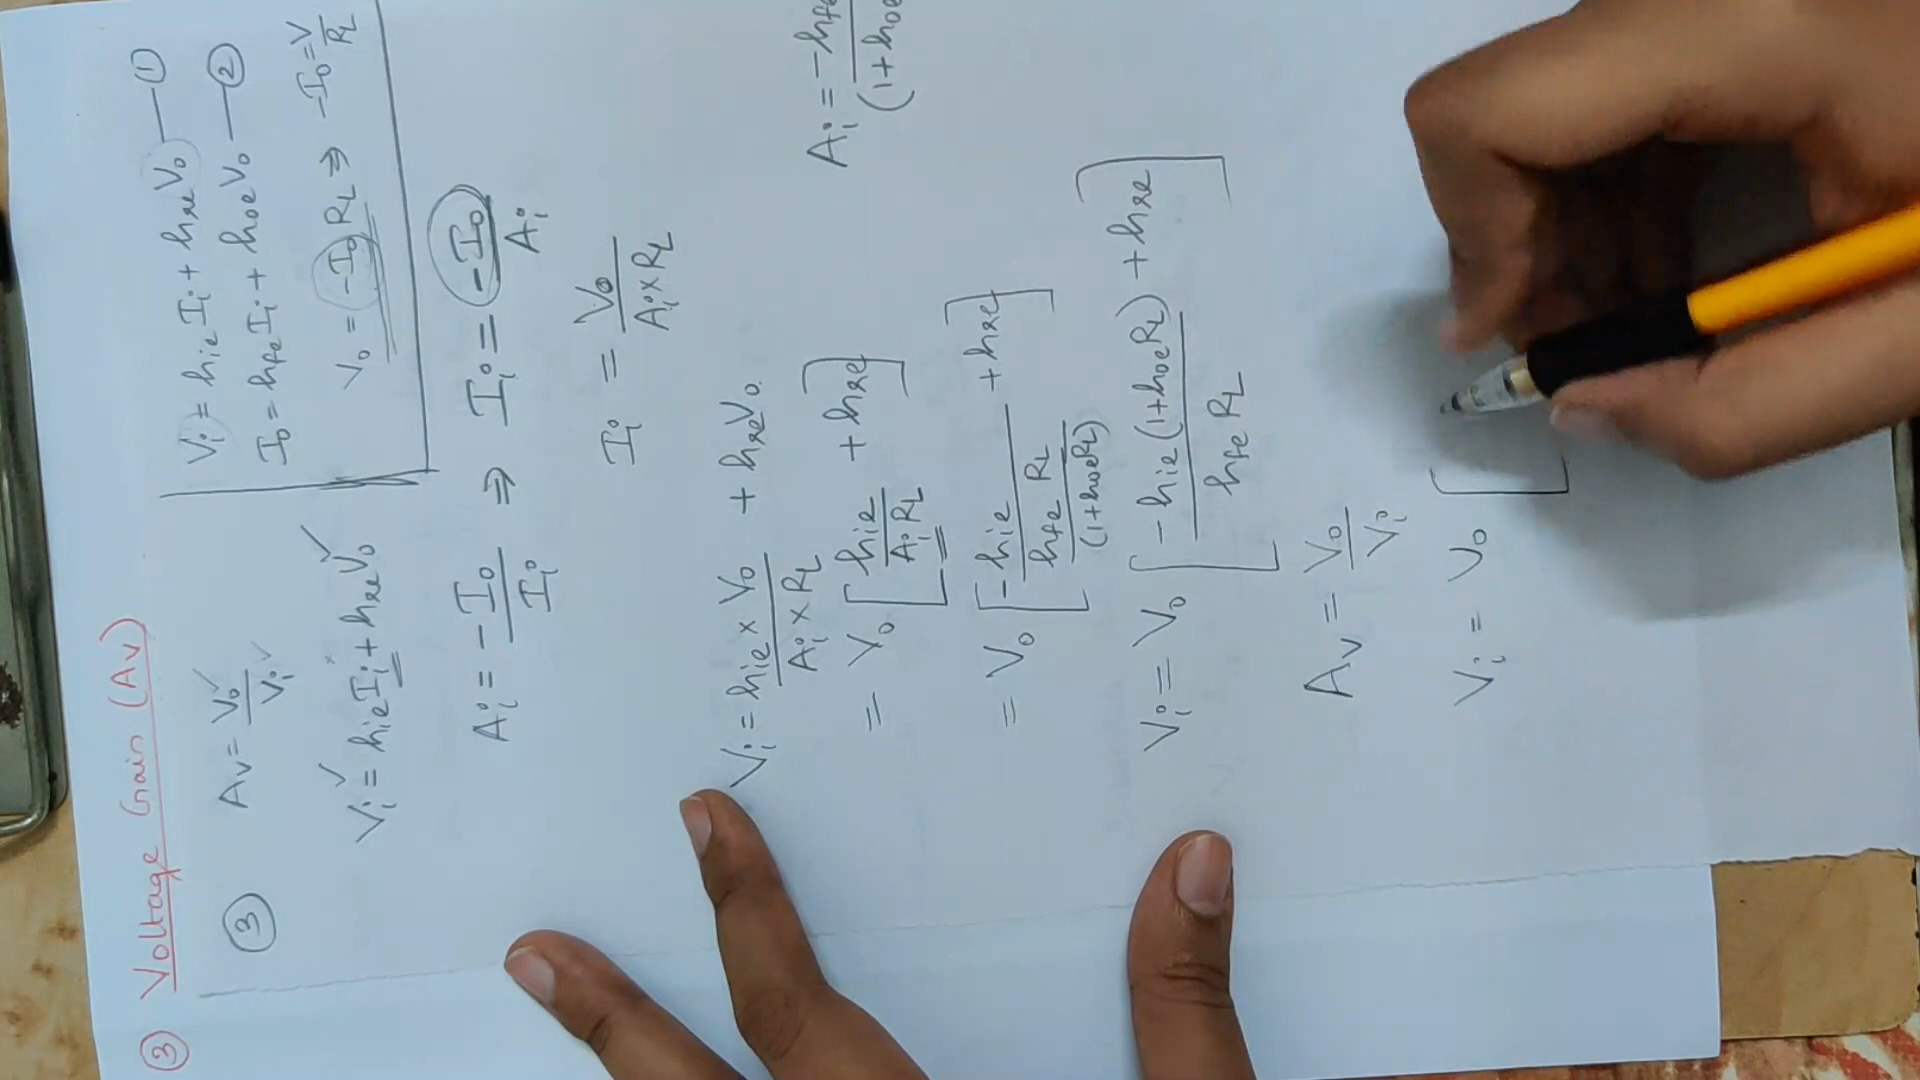 ③ Voltage Gain (Av)
③ Av = Vo/Vi
Vi = hie Ii + hre Vo
Vi = hie Ii + hre Vo —①
Io = hfe Ii + hoe Vo —②
Vo = -Io RL ⇒ -Io = V/RL
Ai = -Io/Ii ⇒ Ii = -Io/Ai
Ii = Vo/(Ai × RL)
Vi = hie × Vo/(Ai × RL) + hre Vo
= Vo [hie/(Ai RL) + hre]
Ai = -hfe/(1+hoe
= Vo [-hie/(hfe RL/(1+hoe RL)) + hre]
Vi = Vo [-hie(1+hoe RL)/(hfe RL) + hre]
Av = Vo/Vi
Vi = Vo [